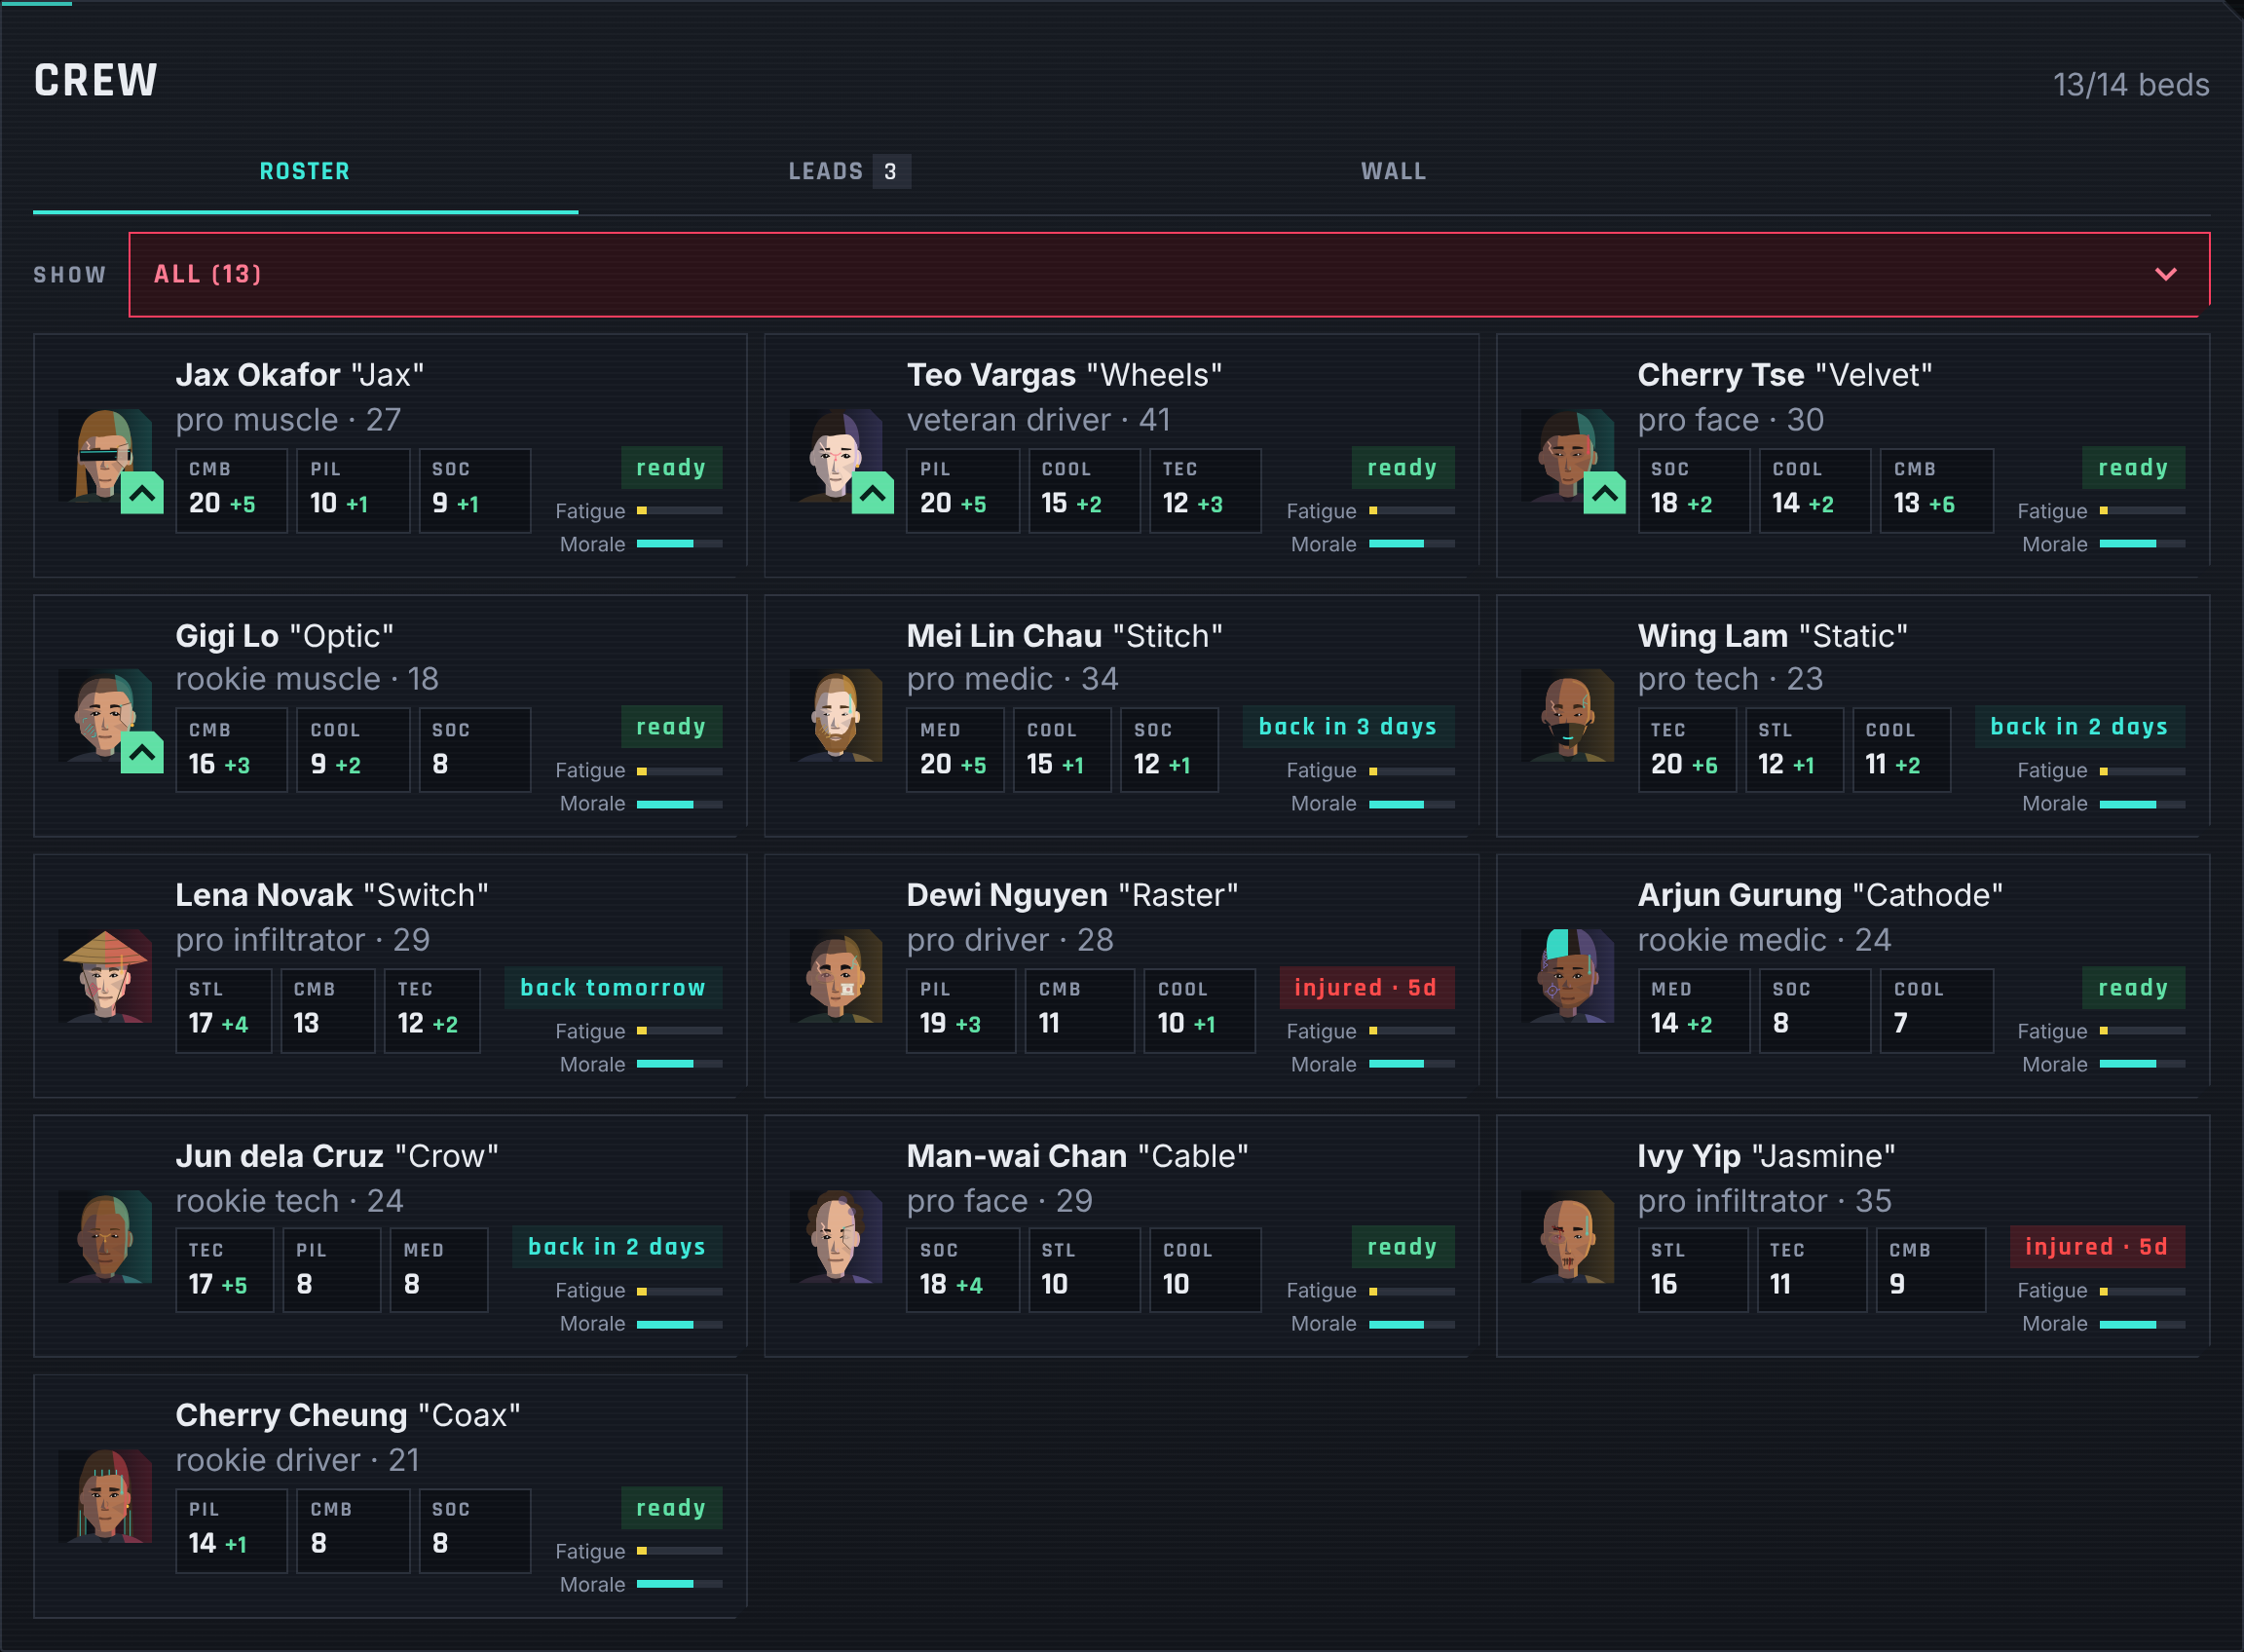 CREW
13/14 beds
ROSTER
LEADS 3
WALL
SHOW
ALL (13)
Jax Okafor "Jax"
pro muscle · 27
CMB PIL SOC
20 +5 10 +1 9 +1
ready
Fatigue
Morale
Teo Vargas "Wheels"
veteran driver · 41
PIL COOL TEC
20 +5 15 +2 12 +3
ready
Fatigue
Morale
Cherry Tse "Velvet"
pro face · 30
SOC COOL CMB
18 +2 14 +2 13 +6
ready
Fatigue
Morale
Gigi Lo "Optic"
rookie muscle · 18
CMB COOL SOC
16 +3 9 +2 8
ready
Fatigue
Morale
Mei Lin Chau "Stitch"
pro medic · 34
MED COOL SOC
20 +5 15 +1 12 +1
back in 3 days
Fatigue
Morale
Wing Lam "Static"
pro tech · 23
TEC STL COOL
20 +6 12 +1 11 +2
back in 2 days
Fatigue
Morale
Lena Novak "Switch"
pro infiltrator · 29
STL CMB TEC
17 +4 13 12 +2
back tomorrow
Fatigue
Morale
Dewi Nguyen "Raster"
pro driver · 28
PIL CMB COOL
19 +3 11 10 +1
injured · 5d
Fatigue
Morale
Arjun Gurung "Cathode"
rookie medic · 24
MED SOC COOL
14 +2 8 7
ready
Fatigue
Morale
Jun dela Cruz "Crow"
rookie tech · 24
TEC PIL MED
17 +5 8 8
back in 2 days
Fatigue
Morale
Man-wai Chan "Cable"
pro face · 29
SOC STL COOL
18 +4 10 10
ready
Fatigue
Morale
Ivy Yip "Jasmine"
pro infiltrator · 35
STL TEC CMB
16 11 9
injured · 5d
Fatigue
Morale
Cherry Cheung "Coax"
rookie driver · 21
PIL CMB SOC
14 +1 8 8
ready
Fatigue
Morale